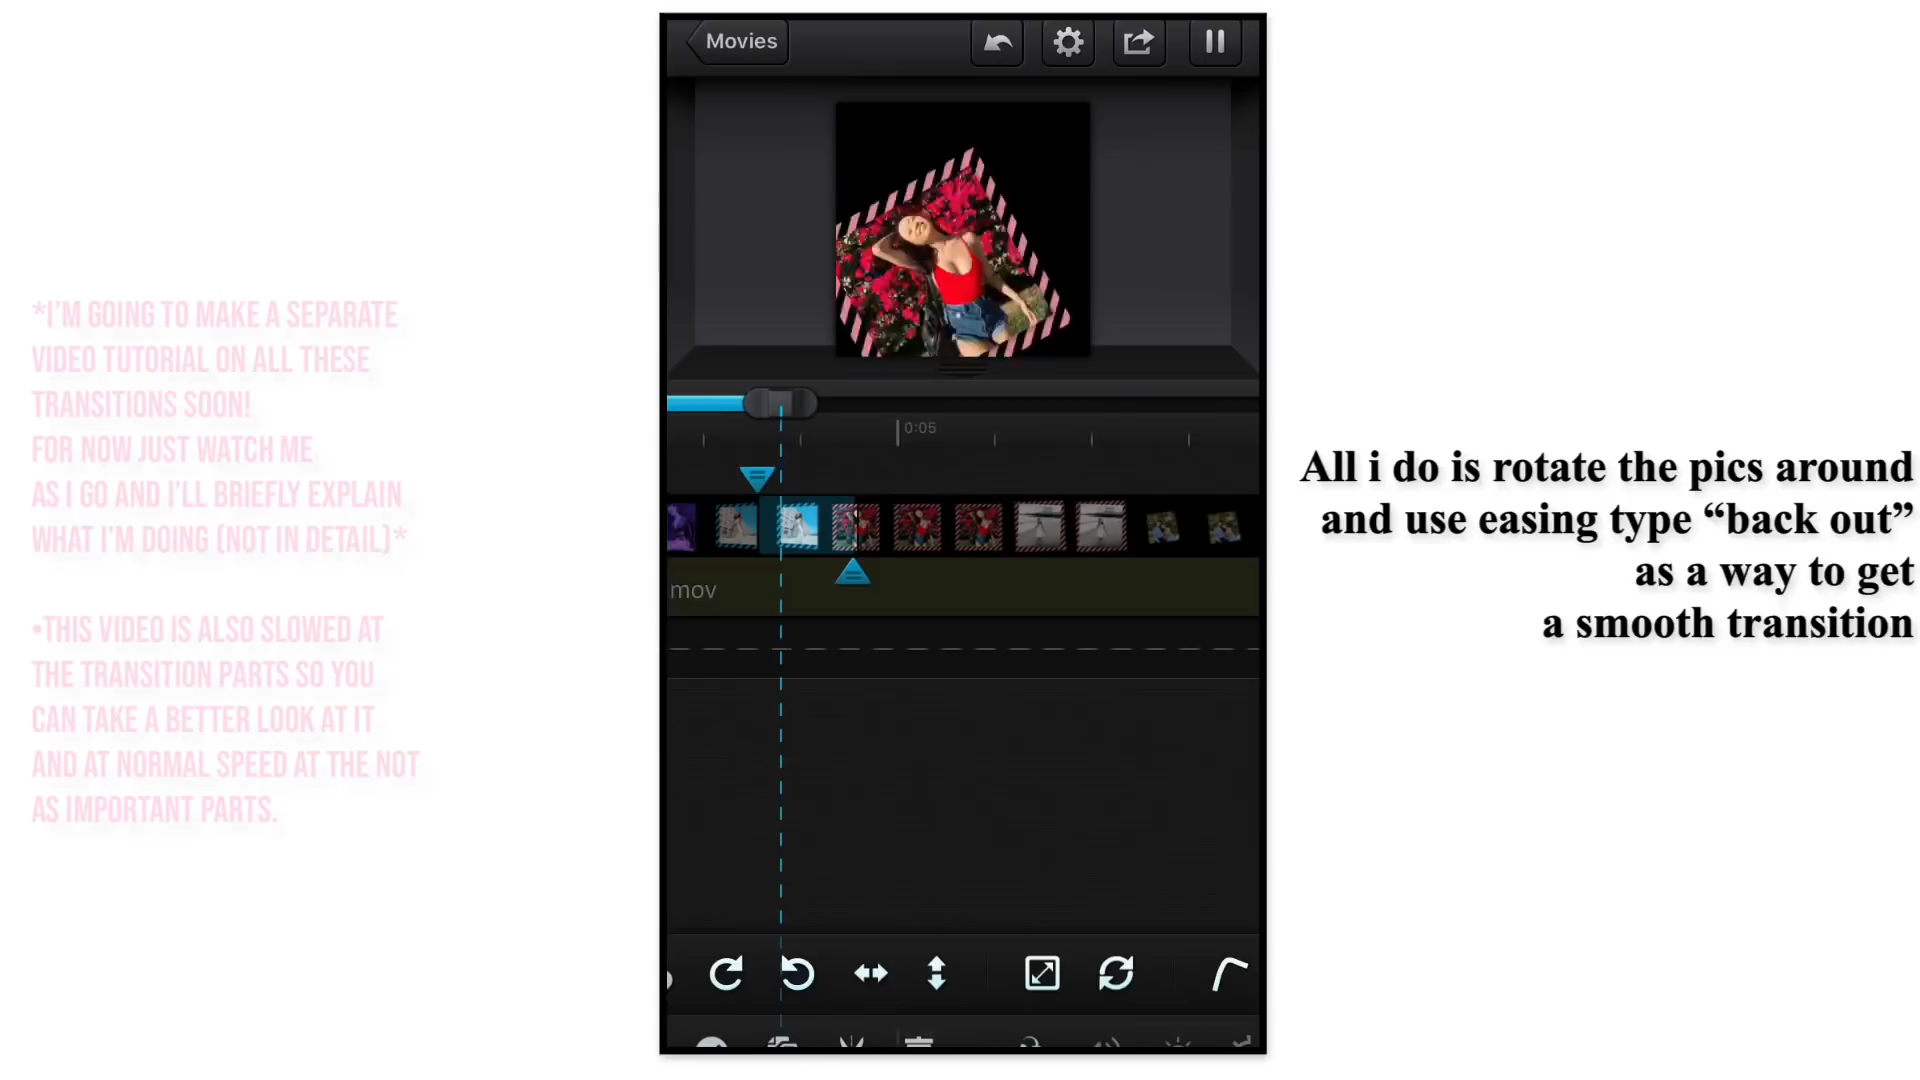 Movies
*I'M GOING TO MAKE A SEPARATE
VIDEO TUTORIAL ON ALL THESE
TRANSITIONS SOON!
FOR NOW JUST WATCH ME
AS I GO AND I'LL BRIEFLY EXPLAIN
WHAT I'M DOING (NOT IN DETAIL)*
•THIS VIDEO IS ALSO SLOWED AT
THE TRANSITION PARTS SO YOU
CAN TAKE A BETTER LOOK AT IT
AND AT NORMAL SPEED AT THE NOT
AS IMPORTANT PARTS.
0:05
mov
All i do is rotate the pics around
and use easing type “back out”
as a way to get
a smooth transition